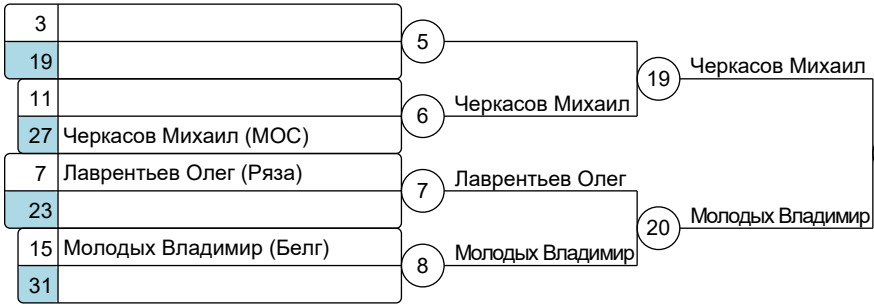 3
19
5
11
27 Черкасов Михаил (МОС)
6
Черкасов Михаил
19
Черкасов Михаил
7 Лаврентьев Олег (Ряза)
23
7
Лаврентьев Олег
15 Молодых Владимир (Белг)
31
8
Молодых Владимир
20
Молодых Владимир